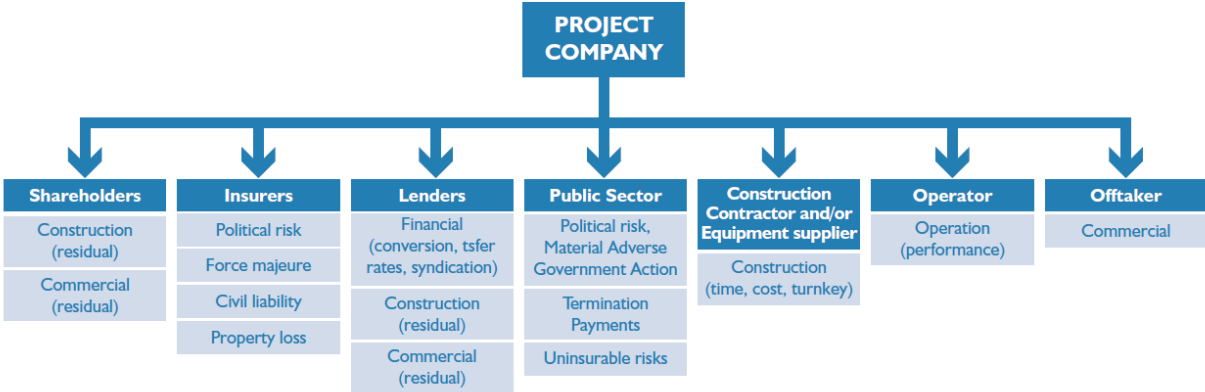 PROJECT
COMPANY
Shareholders
Construction
(residual)
Commercial
(residual)
Insurers
Political risk
Force majeure
Civil liability
Property loss
Lenders
Financial
(conversion, tsfer
rates, syndication)
Construction
(residual)
Commercial
(residual)
Public Sector
Political risk,
Material Adverse
Government Action
Termination
Payments
Uninsurable risks
Construction
Contractor and/or
Equipment supplier
Construction
(time, cost, turnkey)
Operator
Operation
(performance)
Offtaker
Commercial